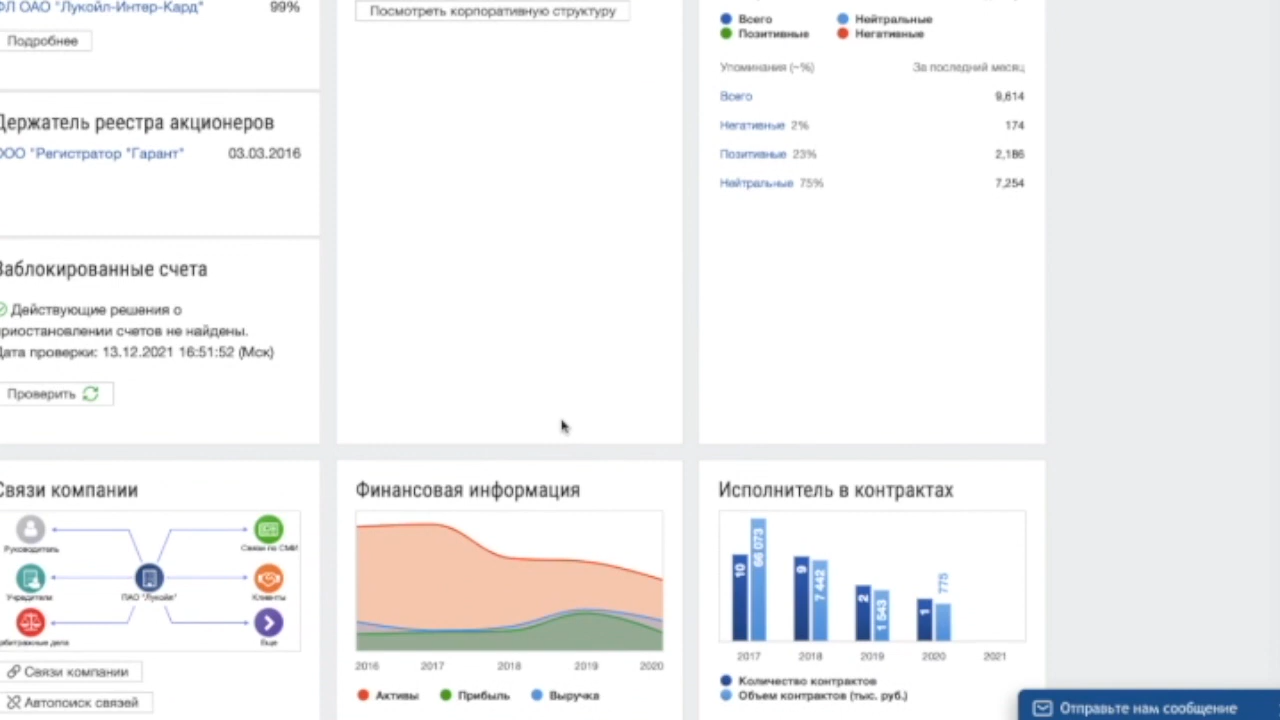 ФЛ ОАО "Лукойл-Интер-Кард" 99%
Подробнее
Держатель реестра акционеров
ООО "Регистратор "Гарант" 03.03.2016
Заблокированные счета
Действующие решения о
приостановлении счетов не найдены.
Дата проверки: 13.12.2021 16:51:52 (Мск)
Проверить
Посмотреть корпоративную структуру
Всего Нейтральные
Позитивные Негативные
Упоминания (~%) За последний месяц
Всего 9,614
Негативные 2% 174
Позитивные 23% 2,186
Нейтральные 75% 7,254
Связи компании
Руководитель Связи по СМИ
Учредители ПАО "Лукойл" Клиенты
Арбитражные дела Еще
Связи компании
Автопоиск связей
Финансовая информация
2016 2017 2018 2019 2020
Активы Прибыль Выручка
Исполнитель в контрактах
10 66 073 9 7 442 2 1 543 1 775
2017 2018 2019 2020 2021
Количество контрактов
Объем контрактов (тыс. руб.)
Отправьте нам сообщение